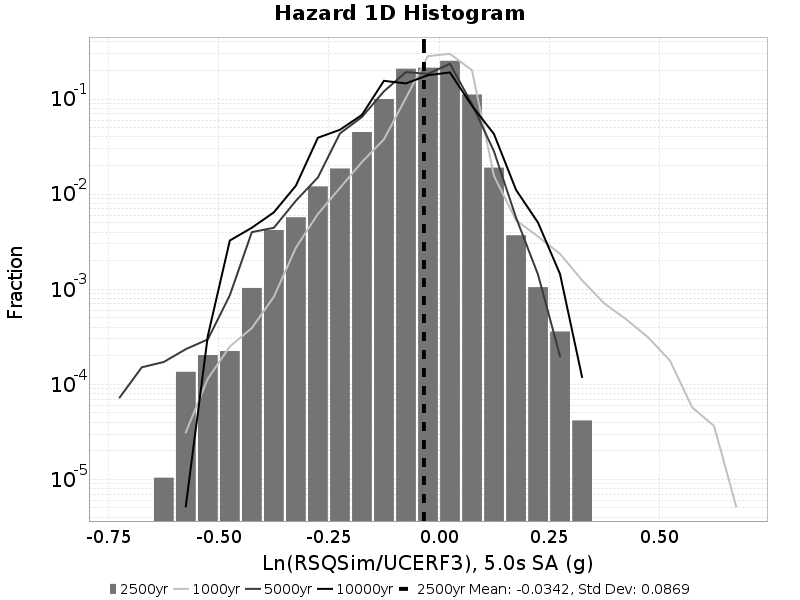 Hazard 1D Histogram
Fraction
10-1
10-2
10-3
10-4
10-5
-0.75 -0.50 -0.25 0.00 0.25 0.50
Ln(RSQSim/UCERF3), 5.0s SA (g)
2500yr 1000yr 5000yr 10000yr 2500yr Mean: -0.0342, Std Dev: 0.0869